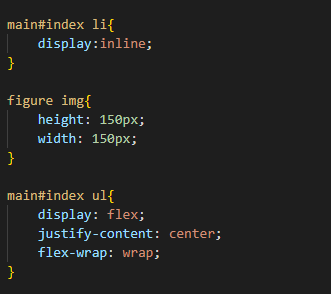 main#index li{
display:inline;
}
figure img{
height: 150px;
width: 150px;
}
main#index ul{
display: flex;
justify-content: center;
flex-wrap: wrap;
}